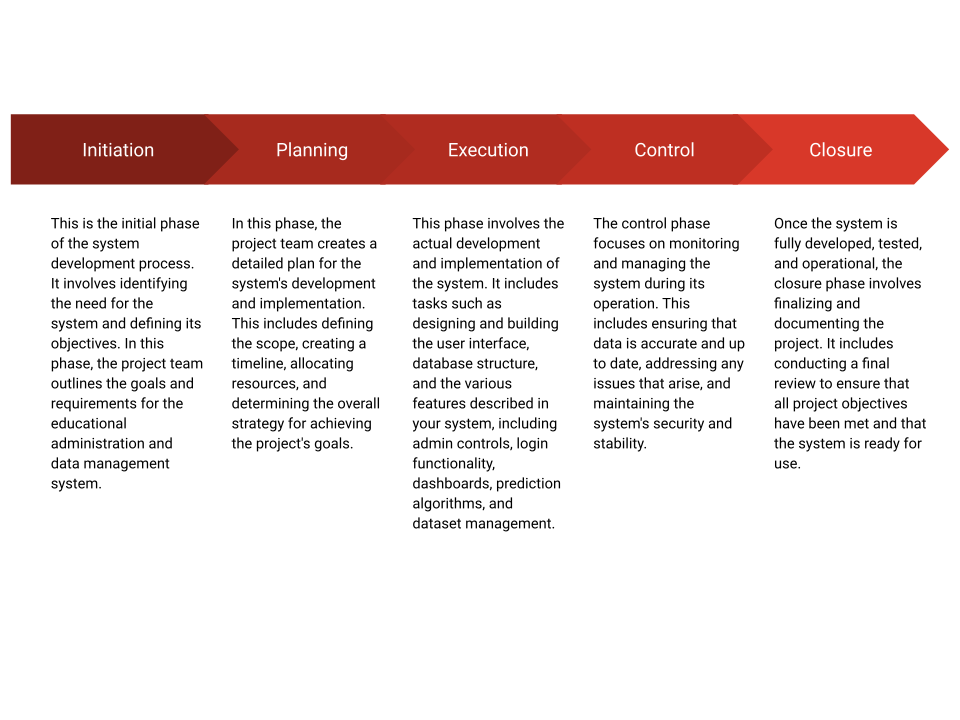 Initiation
Planning
Execution
Control
Closure
This is the initial phase
of the system
development process.
It involves identifying
the need for the
system and defining its
objectives. In this
phase, the project team
outlines the goals and
requirements for the
educational
administration and
data management
system.
In this phase, the
project team creates a
detailed plan for the
system's development
and implementation.
This includes defining
the scope, creating a
timeline, allocating
resources, and
determining the overall
strategy for achieving
the project's goals.
This phase involves the
actual development
and implementation of
the system. It includes
tasks such as
designing and building
the user interface,
database structure,
and the various
features described in
your system, including
admin controls, login
functionality,
dashboards, prediction
algorithms, and
dataset management.
The control phase
focuses on monitoring
and managing the
system during its
operation. This
includes ensuring that
data is accurate and up
to date, addressing any
issues that arise, and
maintaining the
system's security and
stability.
Once the system is
fully developed, tested,
and operational, the
closure phase involves
finalizing and
documenting the
project. It includes
conducting a final
review to ensure that
all project objectives
have been met and that
the system is ready for
use.